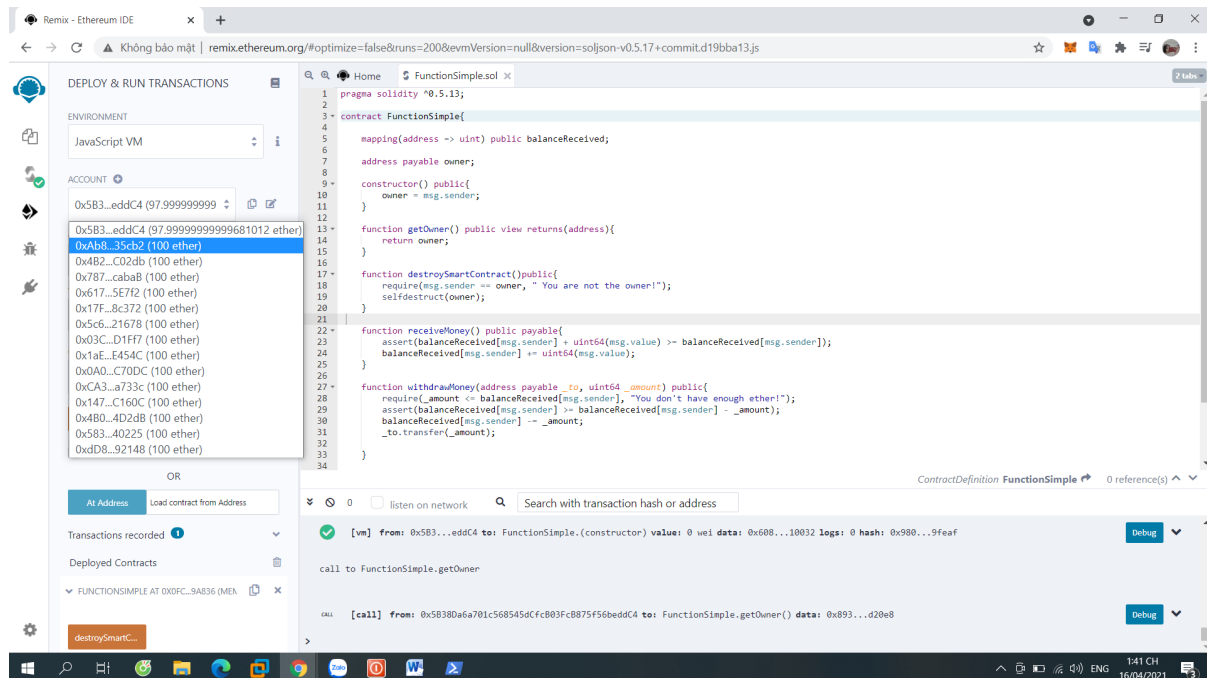 Remix - Ethereum IDE
Không bảo mật | remix.ethereum.org/#optimize=false&runs=200&evmVersion=null&version=soljson-v0.5.17+commit.d19bba13.js
DEPLOY & RUN TRANSACTIONS
ENVIRONMENT
JavaScript VM
i
ACCOUNT
0x5B3...eddC4 (97.999999999
0x5B3...eddC4 (97.99999999999681012 ether)
0xAb8...35cb2 (100 ether)
0x4B2...C02db (100 ether)
0x787...cabaB (100 ether)
0x617...5E7f2 (100 ether)
0x17F...8c372 (100 ether)
0x5c6...21678 (100 ether)
0x03C...D1Ff7 (100 ether)
0x1aE...E454C (100 ether)
0x0A0...C70DC (100 ether)
0xCA3...a733c (100 ether)
0x147...C160C (100 ether)
0x4B0...4D2dB (100 ether)
0x583...40225 (100 ether)
0xdD8...92148 (100 ether)
OR
At Address Load contract from Address
Transactions recorded 1
Deployed Contracts
FUNCTIONSIMPLE AT 0X0FC...9A836 (MEN
destroySmartC...
Home FunctionSimple.sol 2 tabs
1 pragma solidity ^0.5.13;
2
3 contract FunctionSimple{
4
5 mapping(address => uint) public balanceReceived;
6
7 address payable owner;
8
9 constructor() public{
10 owner = msg.sender;
11 }
12
13 function getOwner() public view returns(address){
14 return owner;
15 }
16
17 function destroySmartContract()public{
18 require(msg.sender == owner, " You are not the owner!");
19 selfdestruct(owner);
20 }
21
22 function receiveMoney() public payable{
23 assert(balanceReceived[msg.sender] + uint64(msg.value) >= balanceReceived[msg.sender]);
24 balanceReceived[msg.sender] += uint64(msg.value);
25 }
26
27 function withdrawMoney(address payable _to, uint64 _amount) public{
28 require(_amount <= balanceReceived[msg.sender], "You don't have enough ether!");
29 assert(balanceReceived[msg.sender] >= balanceReceived[msg.sender] - _amount);
30 balanceReceived[msg.sender] -= _amount;
31 _to.transfer(_amount);
32
33 }
34
ContractDefinition FunctionSimple 0 reference(s)
0 listen on network Search with transaction hash or address
[vm] from: 0x5B3...eddC4 to: FunctionSimple.(constructor) value: 0 wei data: 0x608...10032 logs: 0 hash: 0x980...9feaf Debug
call to FunctionSimple.getOwner
CALL [call] from: 0x5B38Da6a701c568545dCfcB03FcB875f56beddC4 to: FunctionSimple.getOwner() data: 0x893...d20e8 Debug
>
Zalo
W
ENG
1:41 CH
16/04/2021
3